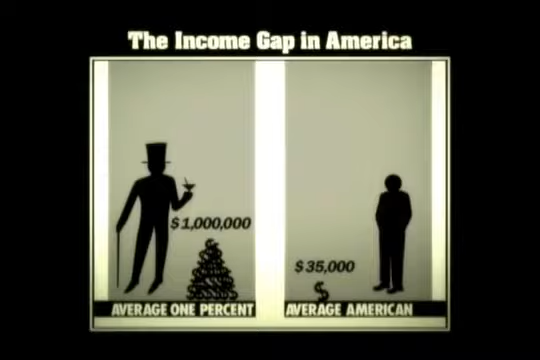 The Income Gap in America
$1,000,000
$35,000
$
AVERAGE ONE PERCENT
AVERAGE AMERICAN